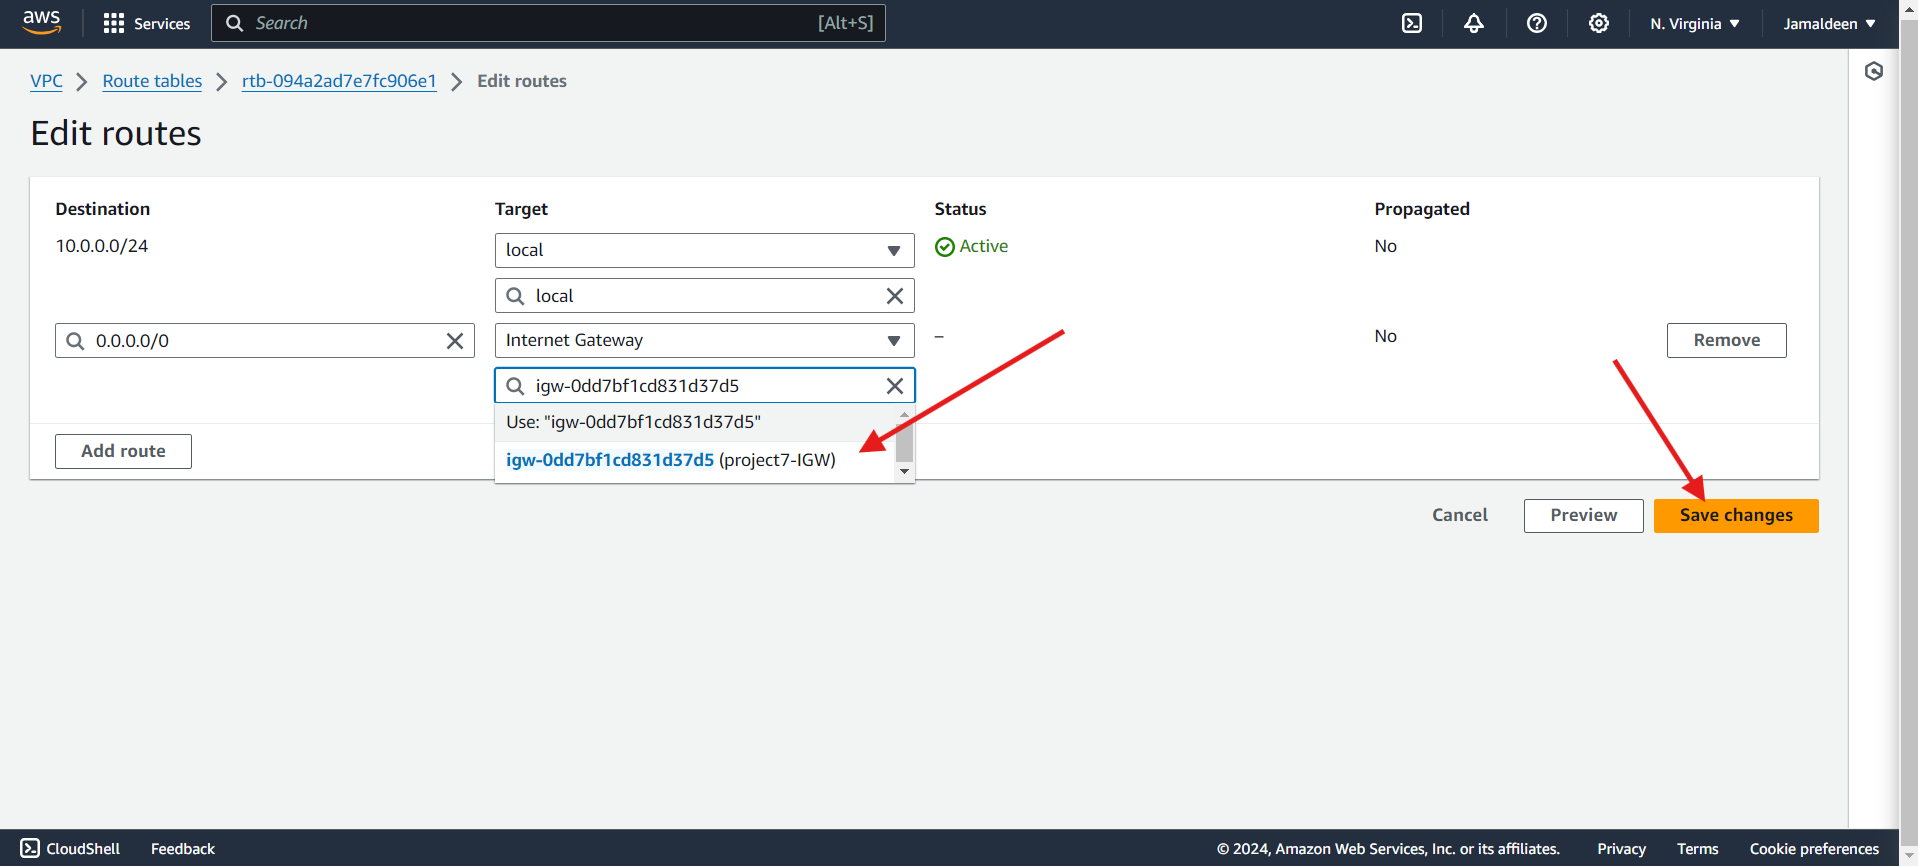 aws Services Search [Alt+S] N. Virginia Jamaldeen
VPC Route tables rtb-094a2ad7e7fc906e1 Edit routes
Edit routes
Destination Target Status Propagated
10.0.0.0/24 local Active No
local
0.0.0.0/0 Internet Gateway – No Remove
igw-0dd7bf1cd831d37d5
Use: "igw-0dd7bf1cd831d37d5"
Add route igw-0dd7bf1cd831d37d5 (project7-IGW)
Cancel Preview Save changes
CloudShell Feedback © 2024, Amazon Web Services, Inc. or its affiliates. Privacy Terms Cookie preferences